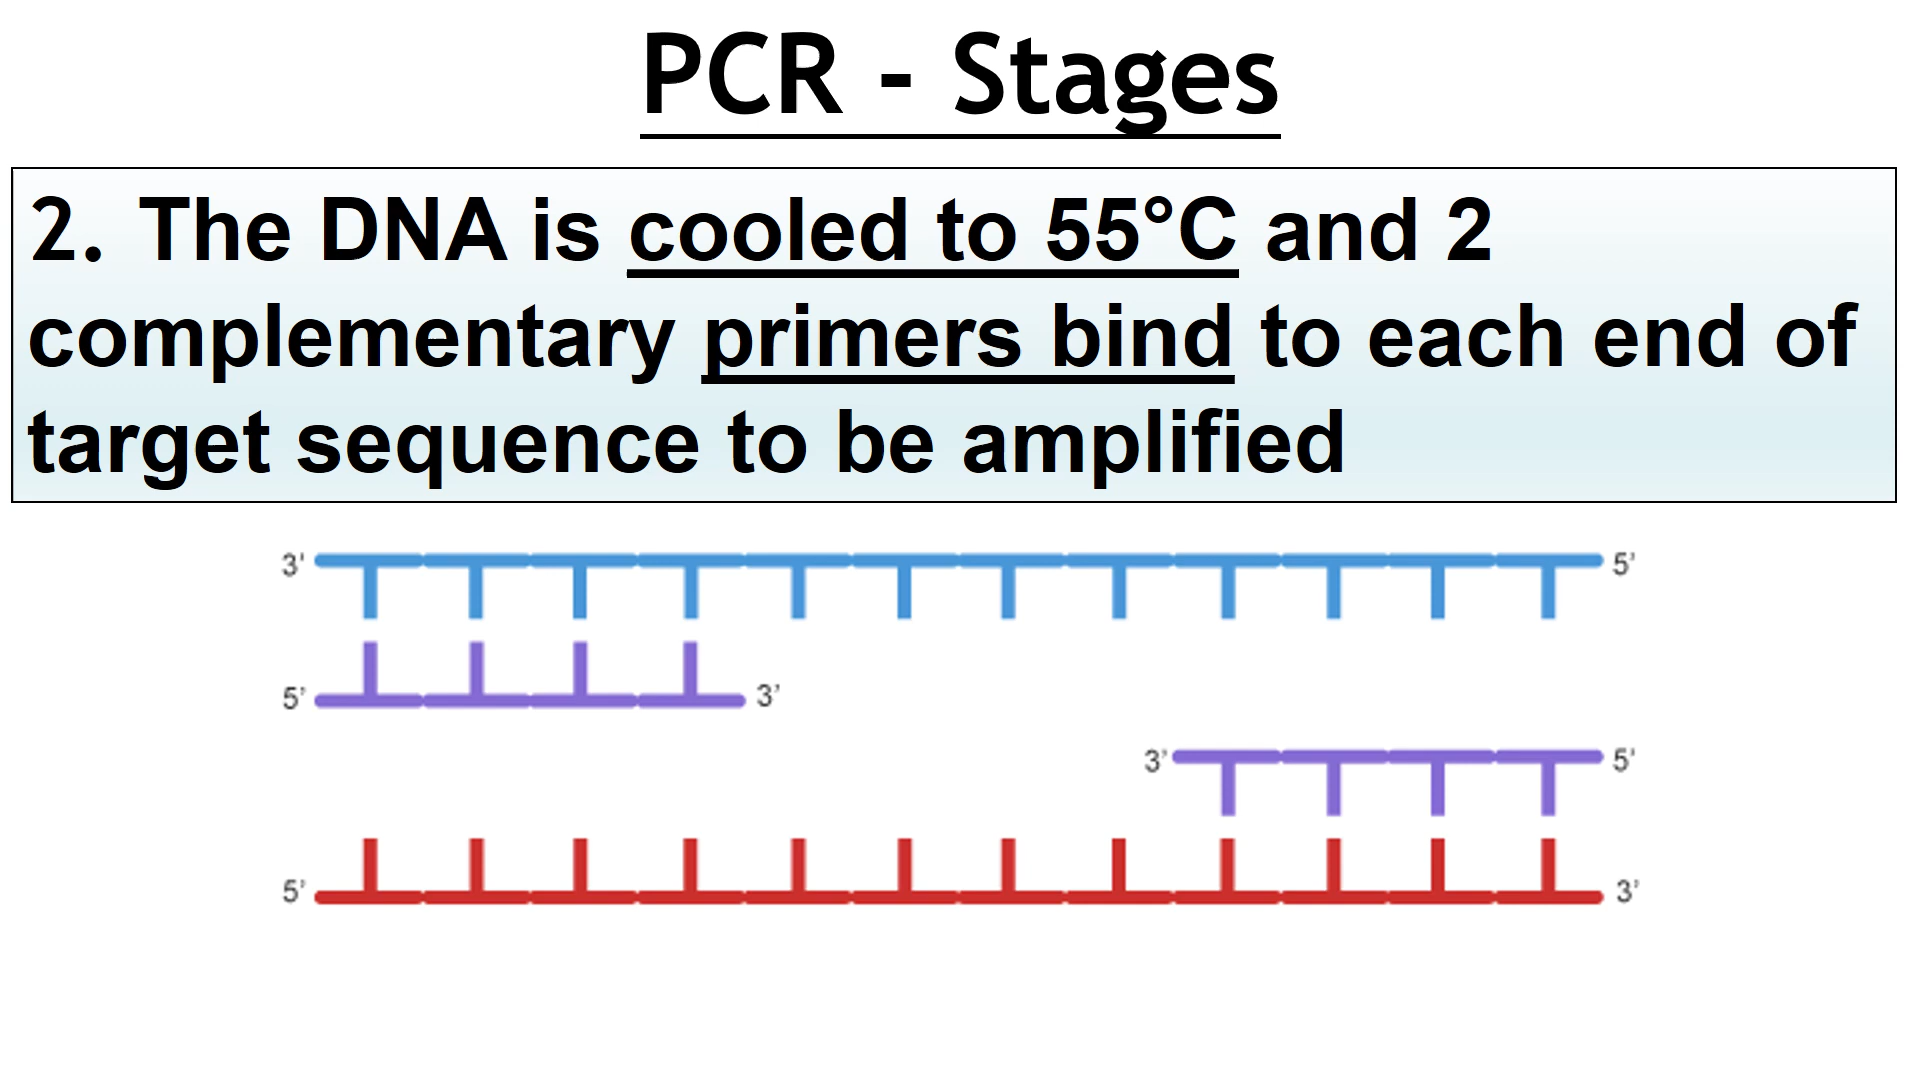 PCR - Stages
2. The DNA is cooled to 55°C and 2
complementary primers bind to each end of
target sequence to be amplified
3' 5'
5' 3'
3' 5'
5' 3'